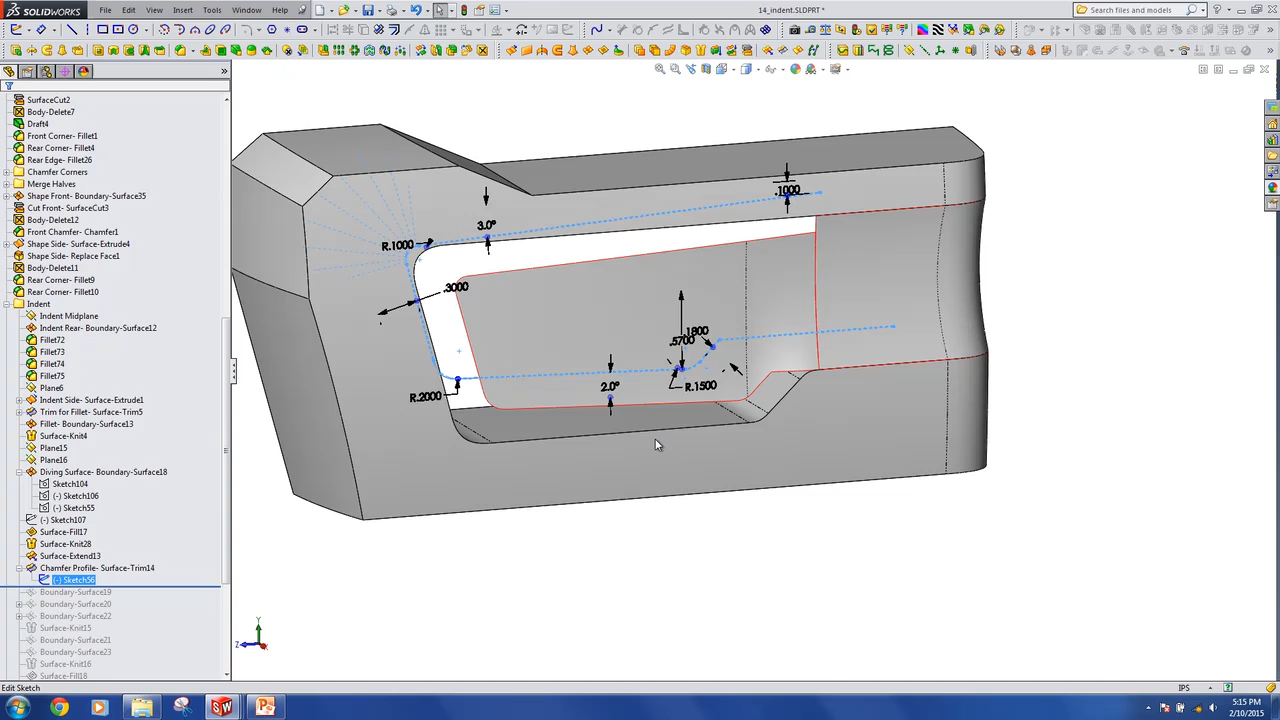 SOLIDWORKS
File
Edit
View
Insert
Tools
Window
Help
14_indent.SLDPRT *
Search files and models
SurfaceCut2
Body-Delete7
Draft4
Front Corner- Fillet1
Rear Corner- Fillet4
Rear Edge- Fillet26
Chamfer Corners
Merge Halves
Shape Front- Boundary-Surface35
Cut Front- SurfaceCut3
Body-Delete12
Front Corner- Chamfer1
Shape Side- Surface-Extrude4
Shape Side- Replace Face1
Body-Delete11
Rear Corner- Fillet9
Rear Corner- Fillet10
Indent
Indent Midplane
Indent Rear- Boundary-Surface12
Fillet72
Fillet73
Fillet74
Fillet75
Plane6
Indent Side- Surface-Extrude1
Trim for Fillet- Surface-Trim5
Fillet- Boundary-Surface13
Surface-Knit4
Plane15
Plane16
Diving Surface- Boundary-Surface18
Sketch104
(-) Sketch106
(-) Sketch55
(-) Sketch107
Surface-Fill17
Surface-Knit28
Surface-Extend13
Chamfer Profile- Surface-Trim14
(-) Sketch56
Boundary-Surface19
Boundary-Surface20
Boundary-Surface22
Surface-Knit15
Boundary-Surface21
Boundary-Surface23
Surface-Knit16
Surface-Fill18
.1000
3.0°
R.1000
.3000
.1800
.5700
2.0°
R.1500
R.2000
Y
Z
Edit Sketch
IPS
5:15 PM
2/10/2015